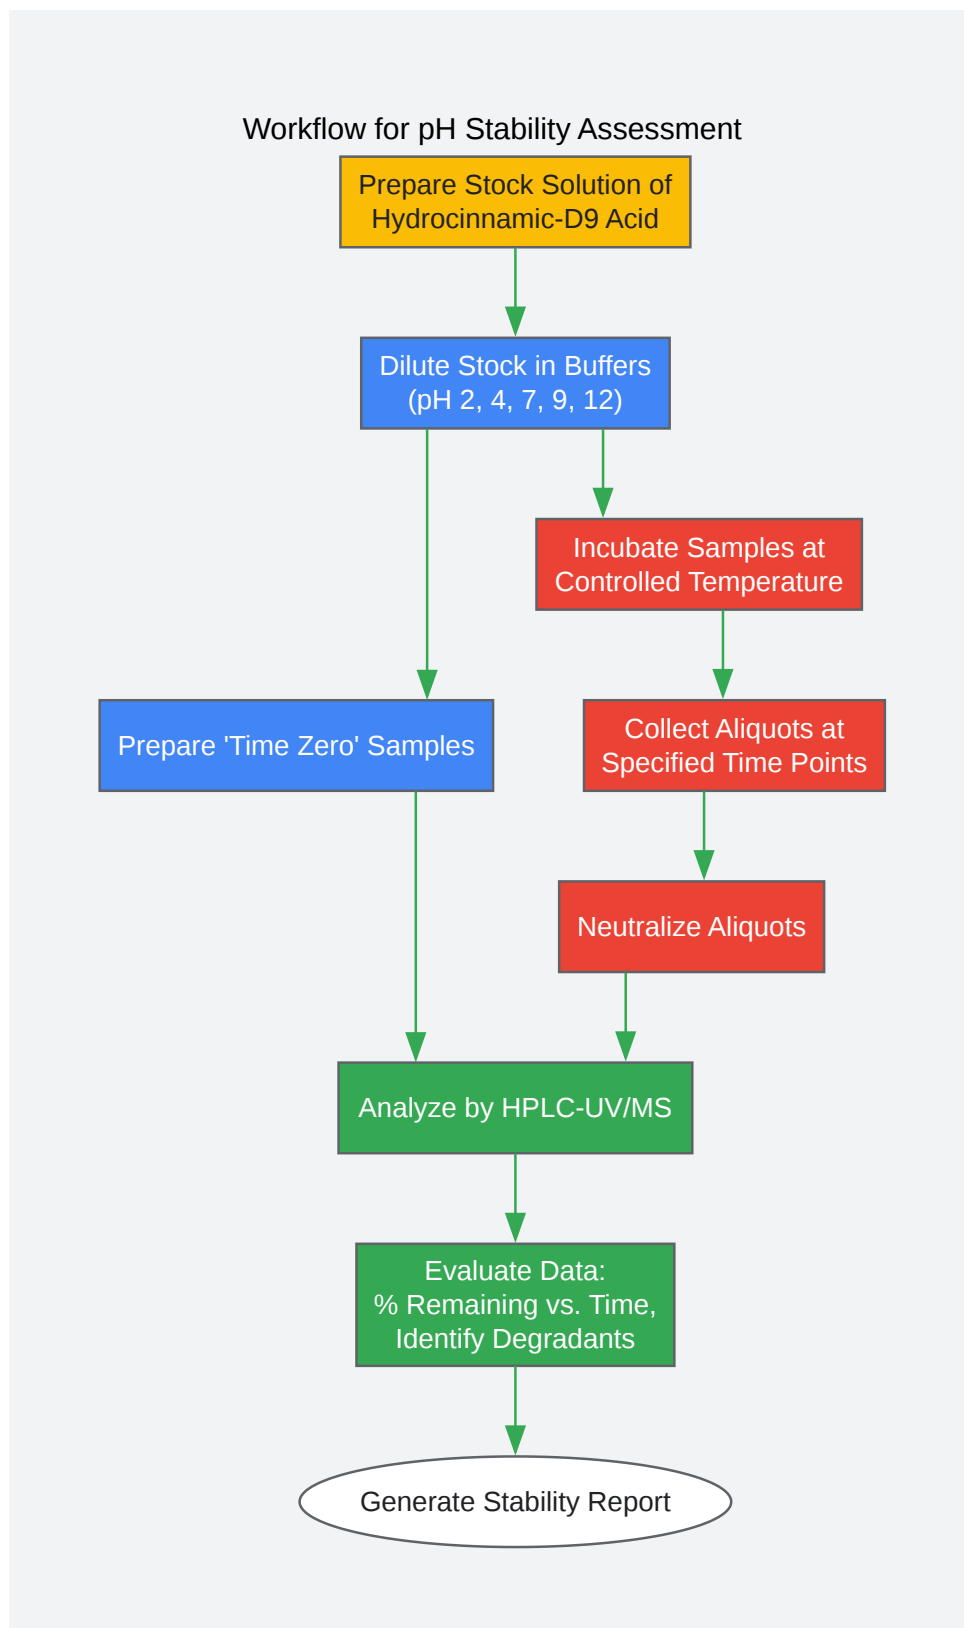 Workflow for pH Stability Assessment
Prepare Stock Solution of
Hydrocinnamic-D9 Acid
Dilute Stock in Buffers
(pH 2, 4, 7, 9, 12)
Incubate Samples at
Controlled Temperature
Prepare 'Time Zero' Samples
Collect Aliquots at
Specified Time Points
Neutralize Aliquots
Analyze by HPLC-UV/MS
Evaluate Data:
% Remaining vs. Time,
Identify Degradants
Generate Stability Report